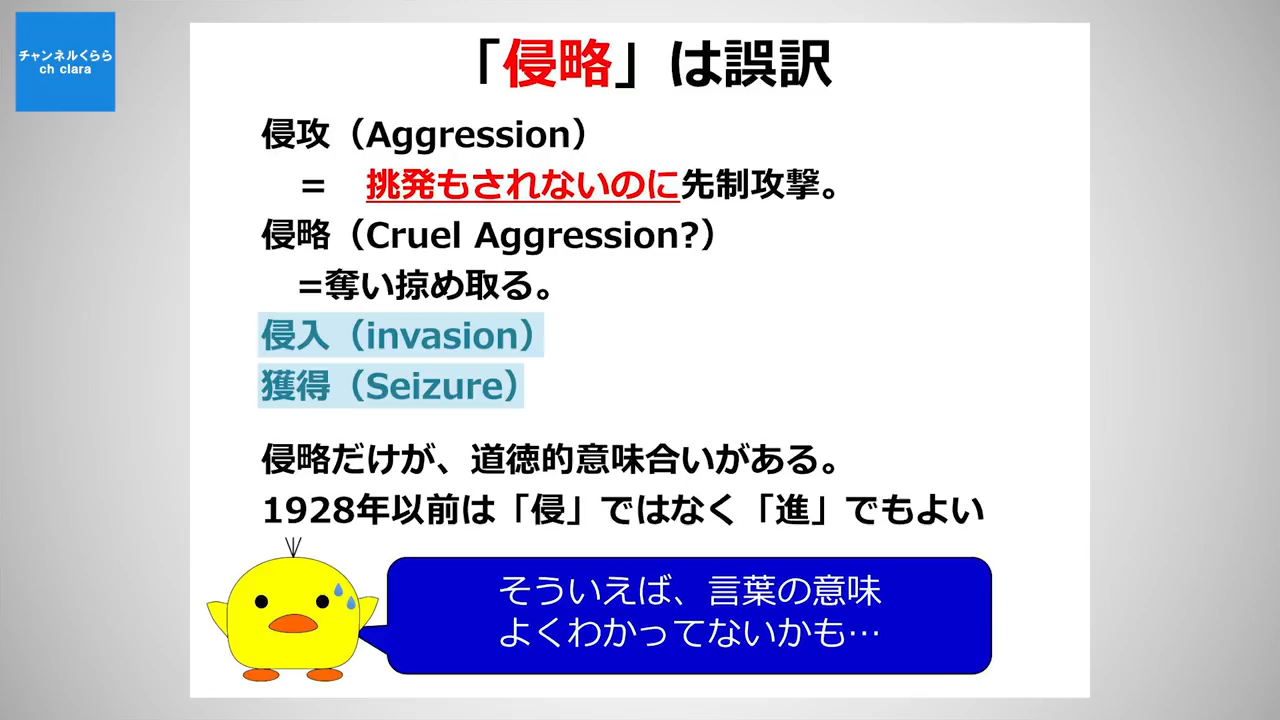 チャンネルくらら
ch clara
「侵略」は誤訳
侵攻（Aggression）
= 挑発もされないのに先制攻撃。
侵略（Cruel Aggression?）
=奪い掠め取る。
侵入（invasion）
獲得（Seizure）
侵略だけが、道徳的意味合いがある。
1928年以前は「侵」ではなく「進」でもよい
そういえば、言葉の意味
よくわかってないかも…